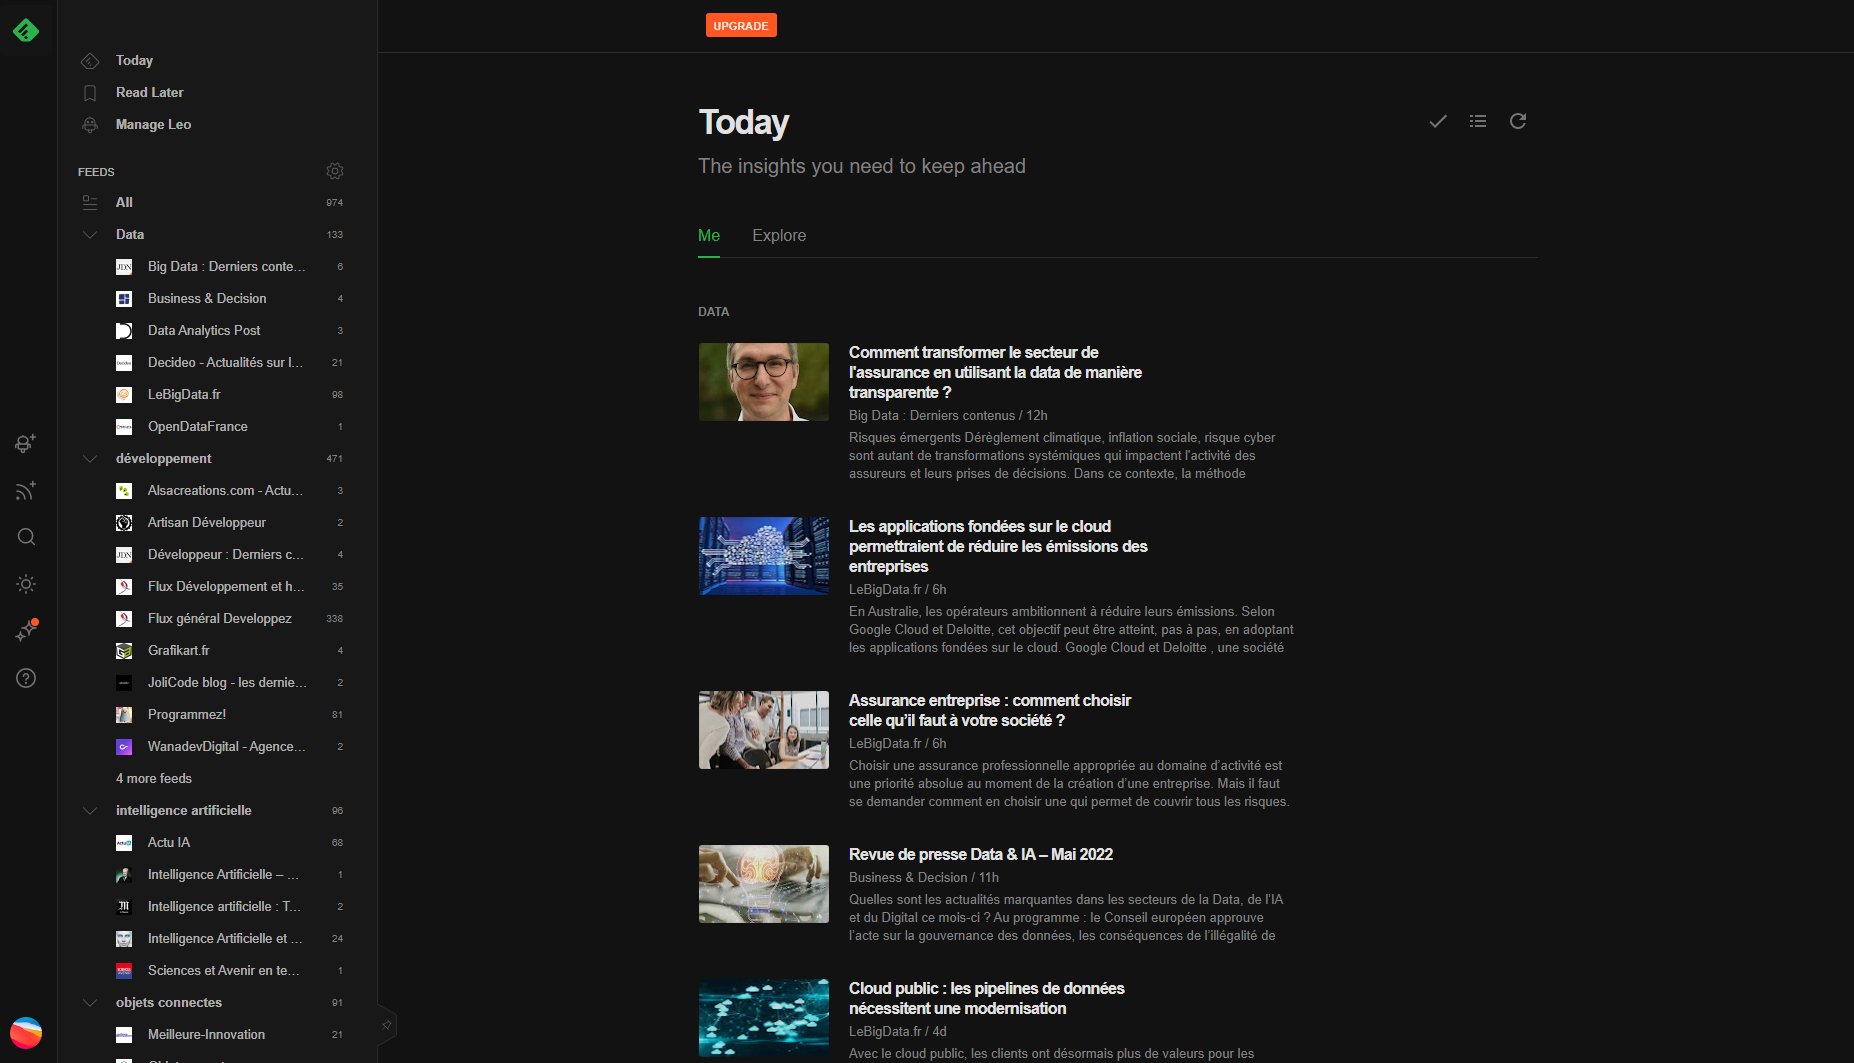 UPGRADE
Today
Read Later
Manage Leo
FEEDS
All 974
Data 133
Big Data : Derniers conte... 6
Business & Decision 4
Data Analytics Post 3
Decideo - Actualités sur l... 21
LeBigData.fr 98
OpenDataFrance 1
développement 471
Alsacreations.com - Actu... 3
Artisan Développeur 2
Développeur : Derniers c... 4
Flux Développement et h... 35
Flux général Developpez 338
Grafikart.fr 4
JoliCode blog - les dernie... 2
Programmez! 81
WanadevDigital - Agence... 2
4 more feeds
intelligence artificielle 96
Actu IA 68
Intelligence Artificielle – ... 1
Intelligence artificielle : T... 2
Intelligence Artificielle et ... 24
Sciences et Avenir en te... 1
objets connectes 91
Meilleure-Innovation 21
Today
The insights you need to keep ahead
Me Explore
DATA
Comment transformer le secteur de
l'assurance en utilisant la data de manière
transparente ?
Big Data : Derniers contenus / 12h
Risques émergents Dérèglement climatique, inflation sociale, risque cyber
sont autant de transformations systémiques qui impactent l'activité des
assureurs et leurs prises de décisions. Dans ce contexte, la méthode
Les applications fondées sur le cloud
permettraient de réduire les émissions des
entreprises
LeBigData.fr / 6h
En Australie, les opérateurs ambitionnent à réduire leurs émissions. Selon
Google Cloud et Deloitte, cet objectif peut être atteint, pas à pas, en adoptant
les applications fondées sur le cloud. Google Cloud et Deloitte , une société
Assurance entreprise : comment choisir
celle qu’il faut à votre société ?
LeBigData.fr / 6h
Choisir une assurance professionnelle appropriée au domaine d’activité est
une priorité absolue au moment de la création d’une entreprise. Mais il faut
se demander comment en choisir une qui permet de couvrir tous les risques.
Revue de presse Data & IA – Mai 2022
Business & Decision / 11h
Quelles sont les actualités marquantes dans les secteurs de la Data, de l’IA
et du Digital ce mois-ci ? Au programme : le Conseil européen approuve
l’acte sur la gouvernance des données, les conséquences de l’illégalité de
Cloud public : les pipelines de données
nécessitent une modernisation
LeBigData.fr / 4d
Avec le cloud public, les clients ont désormais plus de valeurs pour les